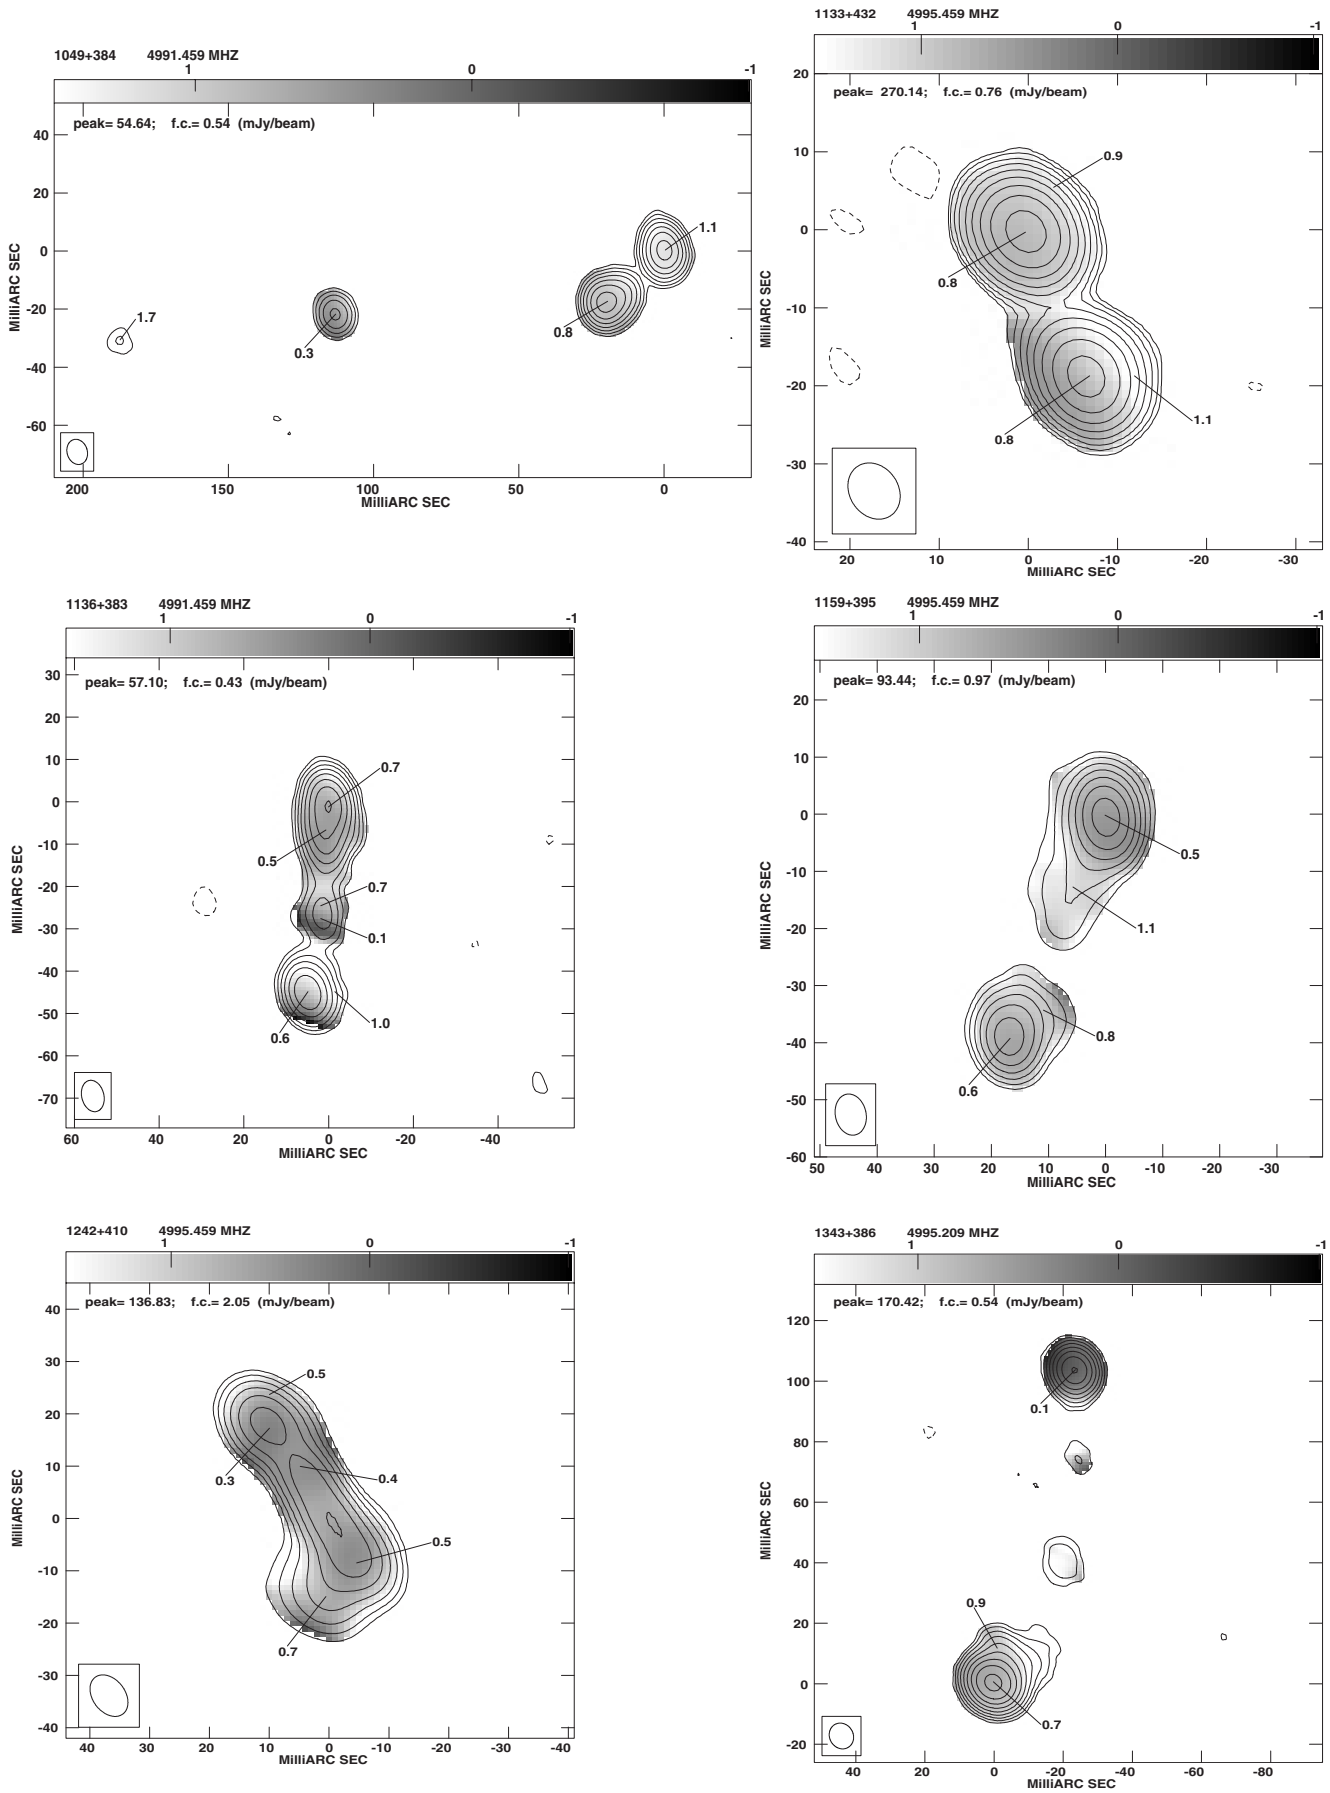 1049+384 4991.459 MHZ
1 0 -1
peak= 54.64; f.c.= 0.54 (mJy/beam)
40
20
0
-20
-40
-60
MilliARC SEC
1.1
1.7
0.8
0.3
200 150 100 50 0
MilliARC SEC
1133+432 4995.459 MHZ
1 0 -1
peak= 270.14; f.c.= 0.76 (mJy/beam)
20
10
0
-10
-20
-30
-40
MilliARC SEC
0.9
0.8
0.8
1.1
20 10 0 -10 -20 -30
MilliARC SEC
1136+383 4991.459 MHZ
1 0 -1
peak= 57.10; f.c.= 0.43 (mJy/beam)
30
20
10
0
-10
-20
-30
-40
-50
-60
-70
MilliARC SEC
0.7
0.5
0.7
0.1
1.0
0.6
60 40 20 0 -20 -40
MilliARC SEC
1159+395 4995.459 MHZ
1 0 -1
peak= 93.44; f.c.= 0.97 (mJy/beam)
20
10
0
-10
-20
-30
-40
-50
-60
MilliARC SEC
0.5
1.1
0.8
0.6
50 40 30 20 10 0 -10 -20 -30
MilliARC SEC
1242+410 4995.459 MHZ
1 0 -1
peak= 136.83; f.c.= 2.05 (mJy/beam)
40
30
20
10
0
-10
-20
-30
-40
MilliARC SEC
0.5
0.3
0.4
0.5
0.7
40 30 20 10 0 -10 -20 -30 -40
MilliARC SEC
1343+386 4995.209 MHZ
1 0 -1
peak= 170.42; f.c.= 0.54 (mJy/beam)
120
100
80
60
40
20
0
-20
MilliARC SEC
0.1
0.9
0.7
40 20 0 -20 -40 -60 -80
MilliARC SEC